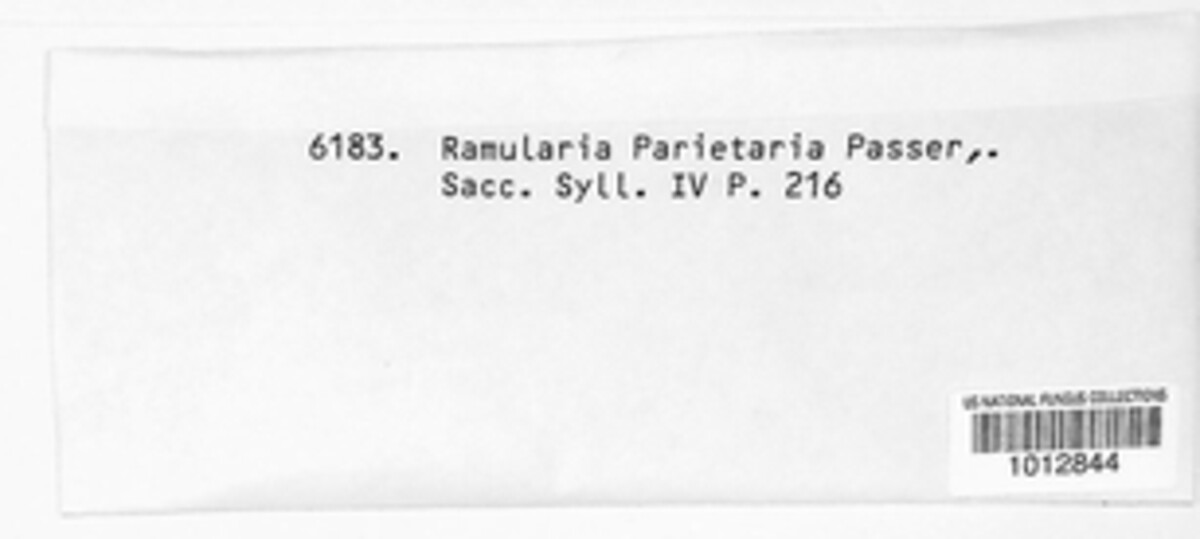 6183. Ramularia Parietaria Passer,.
Sacc. Syll. IV P. 216
US NATIONAL FUNGUS COLLECTIONS
1012844